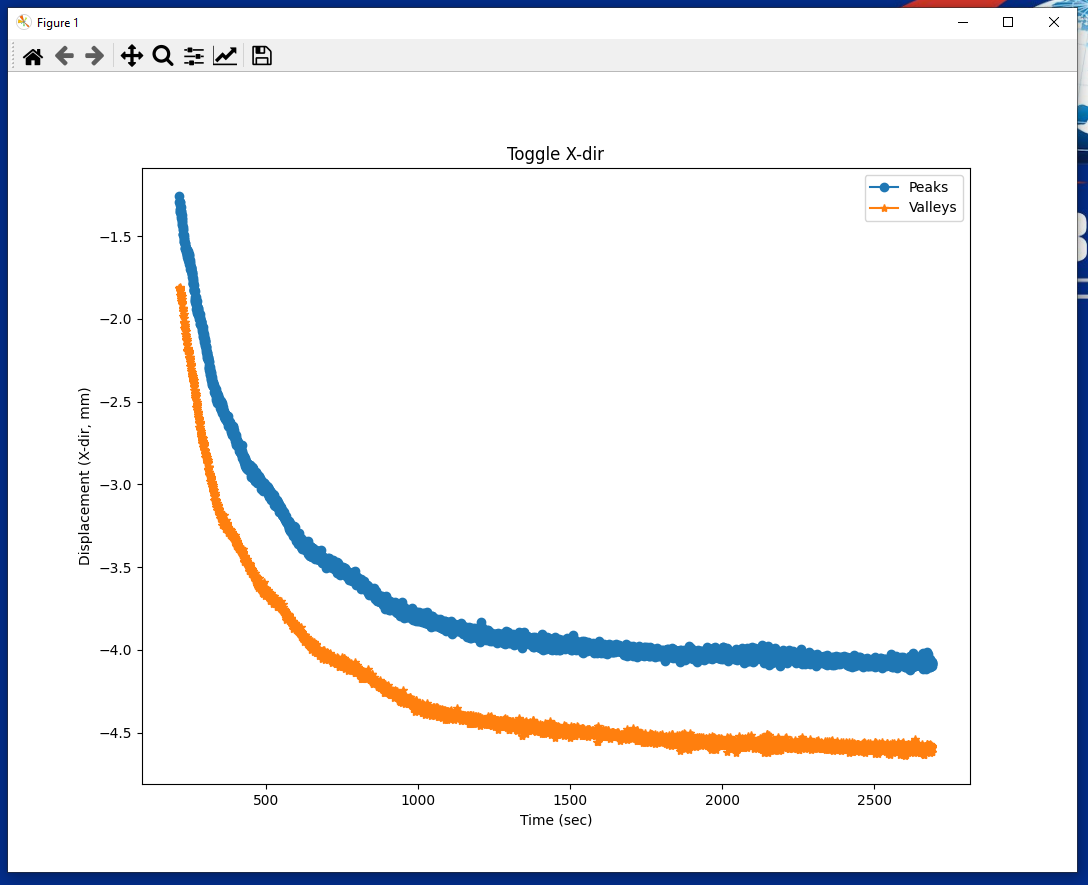 Figure 1
Toggle X-dir
Peaks
Valleys
−1.5
−2.0
−2.5
−3.0
−3.5
−4.0
−4.5
Displacement (X-dir, mm)
500 1000 1500 2000 2500
Time (sec)